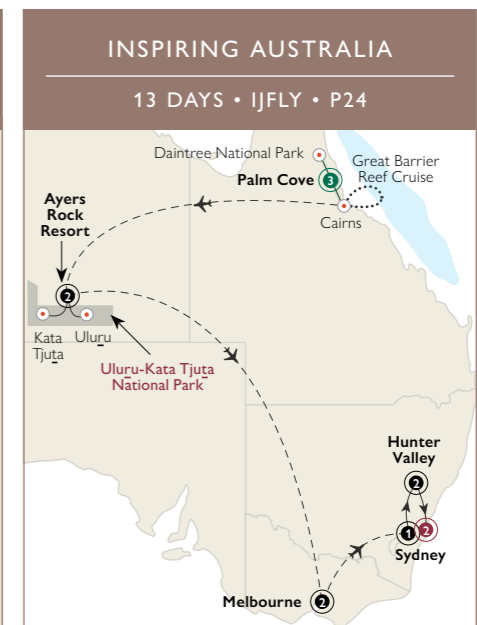 INSPIRING AUSTRALIA
13 DAYS • IJFLY • P24
Daintree National Park
Great Barrier
Reef Cruise
Palm Cove
3
Cairns
Ayers
Rock
Resort
2
Kata
Tjuṯa
Uluṟu
Uluṟu-Kata Tjuṯa
National Park
Hunter
Valley
2
1
2
Sydney
Melbourne
2